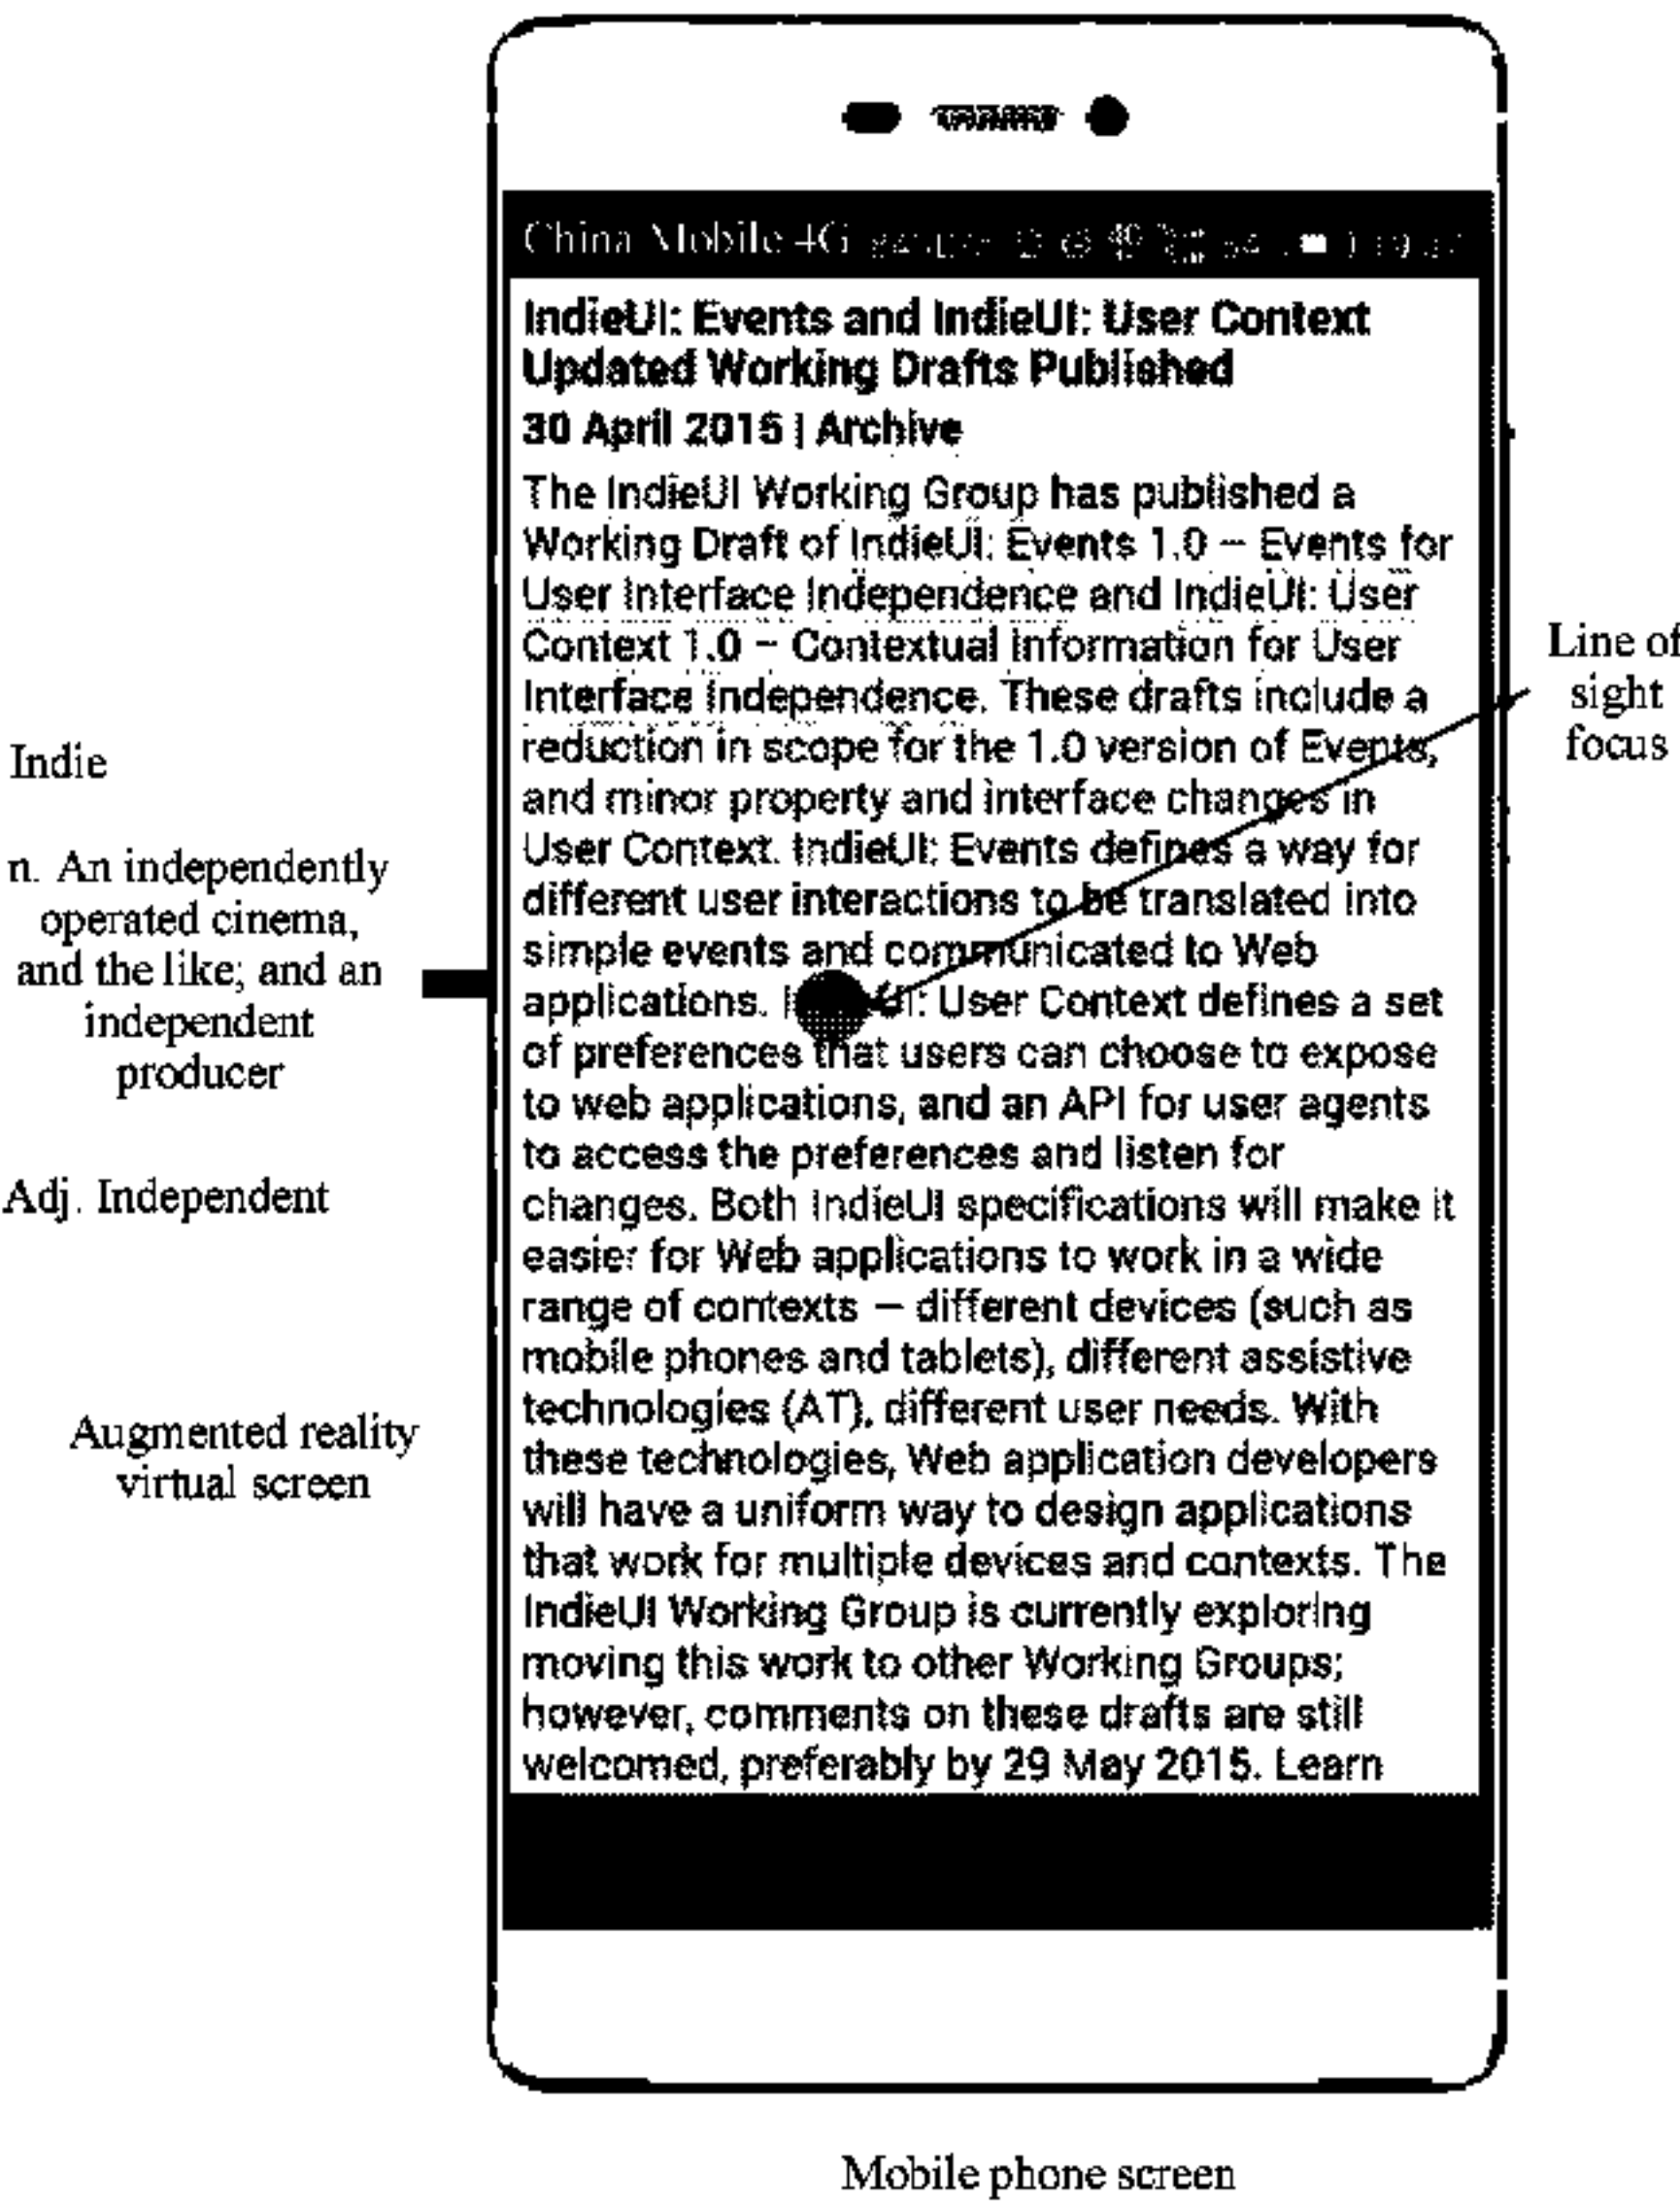 China Mobile 4G
IndieUI: Events and IndieUI: User Context
Updated Working Drafts Published
30 April 2015 | Archive
The IndieUI Working Group has published a
Working Draft of IndieUI: Events 1.0 – Events for
User Interface Independence and IndieUI: User
Context 1.0 – Contextual Information for User
Interface Independence. These drafts include a
reduction in scope for the 1.0 version of Events,
and minor property and interface changes in
User Context. IndieUI: Events defines a way for
different user interactions to be translated into
simple events and communicated to Web
applications. User Context defines a set
of preferences that users can choose to expose
to web applications, and an API for user agents
to access the preferences and listen for
changes. Both IndieUI specifications will make it
easier for Web applications to work in a wide
range of contexts – different devices (such as
mobile phones and tablets), different assistive
technologies (AT), different user needs. With
these technologies, Web application developers
will have a uniform way to design applications
that work for multiple devices and contexts. The
IndieUI Working Group is currently exploring
moving this work to other Working Groups;
however, comments on these drafts are still
welcomed, preferably by 29 May 2015. Learn
Line of
sight
focus
Indie
n. An independently
operated cinema,
and the like; and an
independent
producer
Adj. Independent
Augmented reality
virtual screen
Mobile phone screen